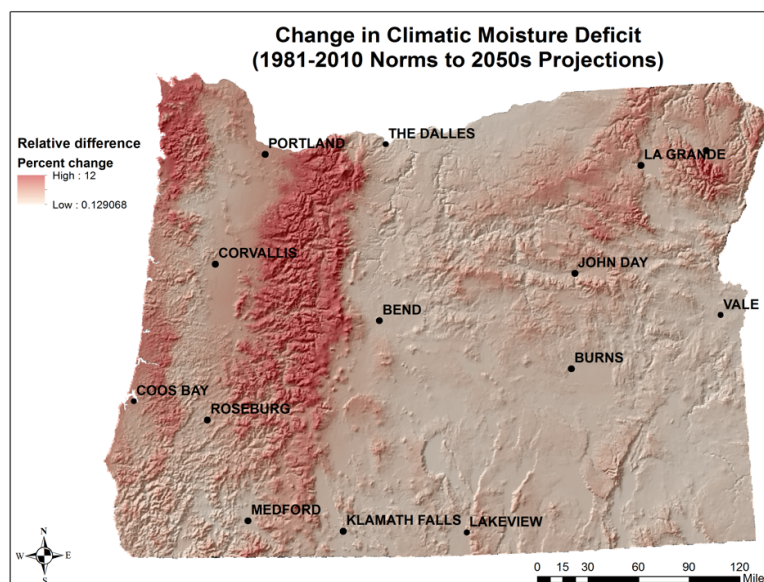 Change in Climatic Moisture Deficit
(1981-2010 Norms to 2050s Projections)
Relative difference
Percent change
High : 12
Low : 0.129068
PORTLAND
THE DALLES
LA GRANDE
CORVALLIS
JOHN DAY
BEND
VALE
BURNS
COOS BAY
ROSEBURG
MEDFORD
KLAMATH FALLS
LAKEVIEW
N
W E
S
0 15 30 60 90 120
Mile